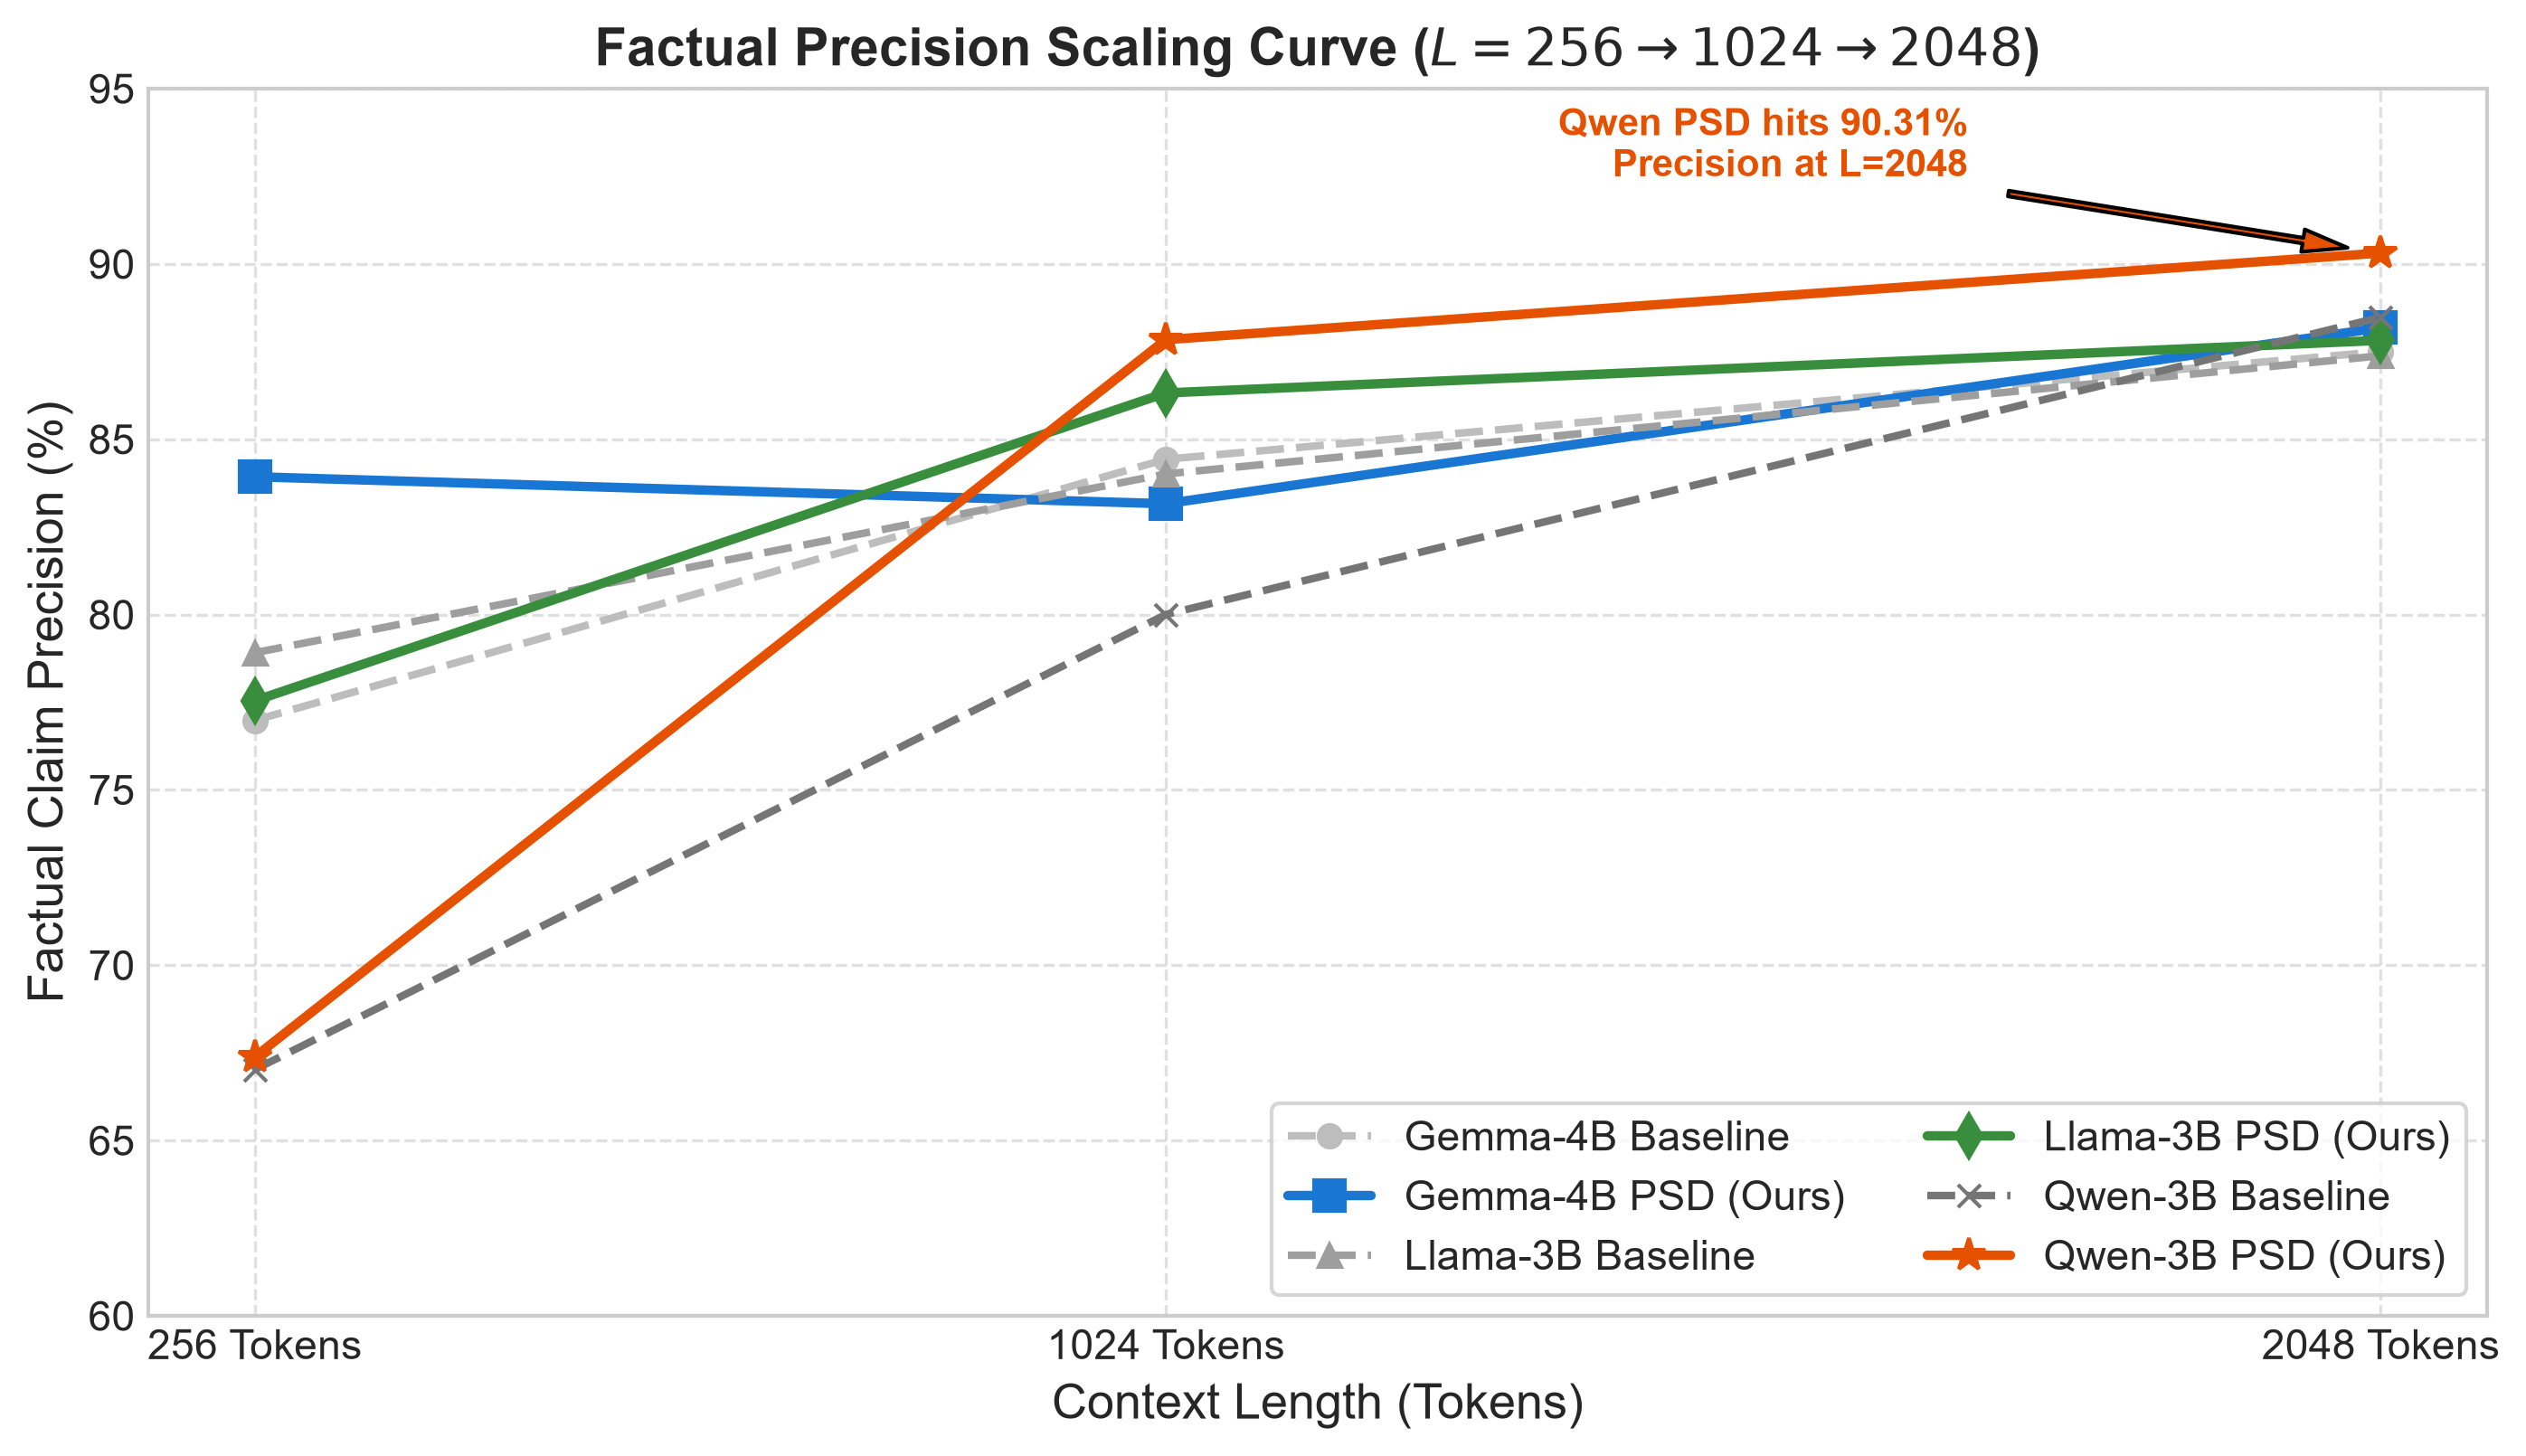 Factual Precision Scaling Curve (L = 256 → 1024 → 2048)
Qwen PSD hits 90.31%
Precision at L=2048
Factual Claim Precision (%)
95
90
85
80
75
70
65
60
256 Tokens
1024 Tokens
2048 Tokens
Context Length (Tokens)
Gemma-4B Baseline
Gemma-4B PSD (Ours)
Llama-3B Baseline
Llama-3B PSD (Ours)
Qwen-3B Baseline
Qwen-3B PSD (Ours)